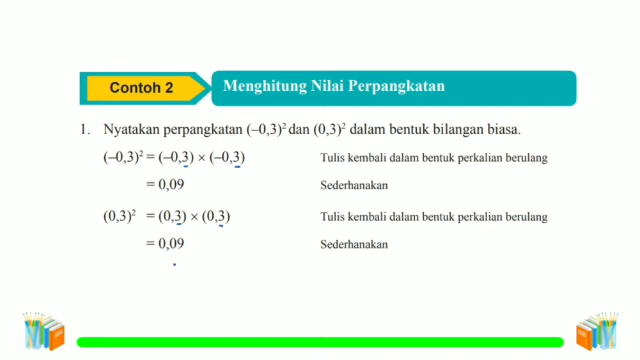 Contoh 2
Menghitung Nilai Perpangkatan
1. Nyatakan perpangkatan (–0,3)² dan (0,3)² dalam bentuk bilangan biasa.
(–0,3)² = (–0,3) × (–0,3) Tulis kembali dalam bentuk perkalian berulang
= 0,09 Sederhanakan
(0,3)² = (0,3) × (0,3) Tulis kembali dalam bentuk perkalian berulang
= 0,09 Sederhanakan